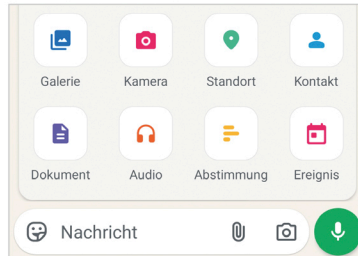 Galerie Kamera Standort Kontakt
Dokument Audio Abstimmung Ereignis
Nachricht